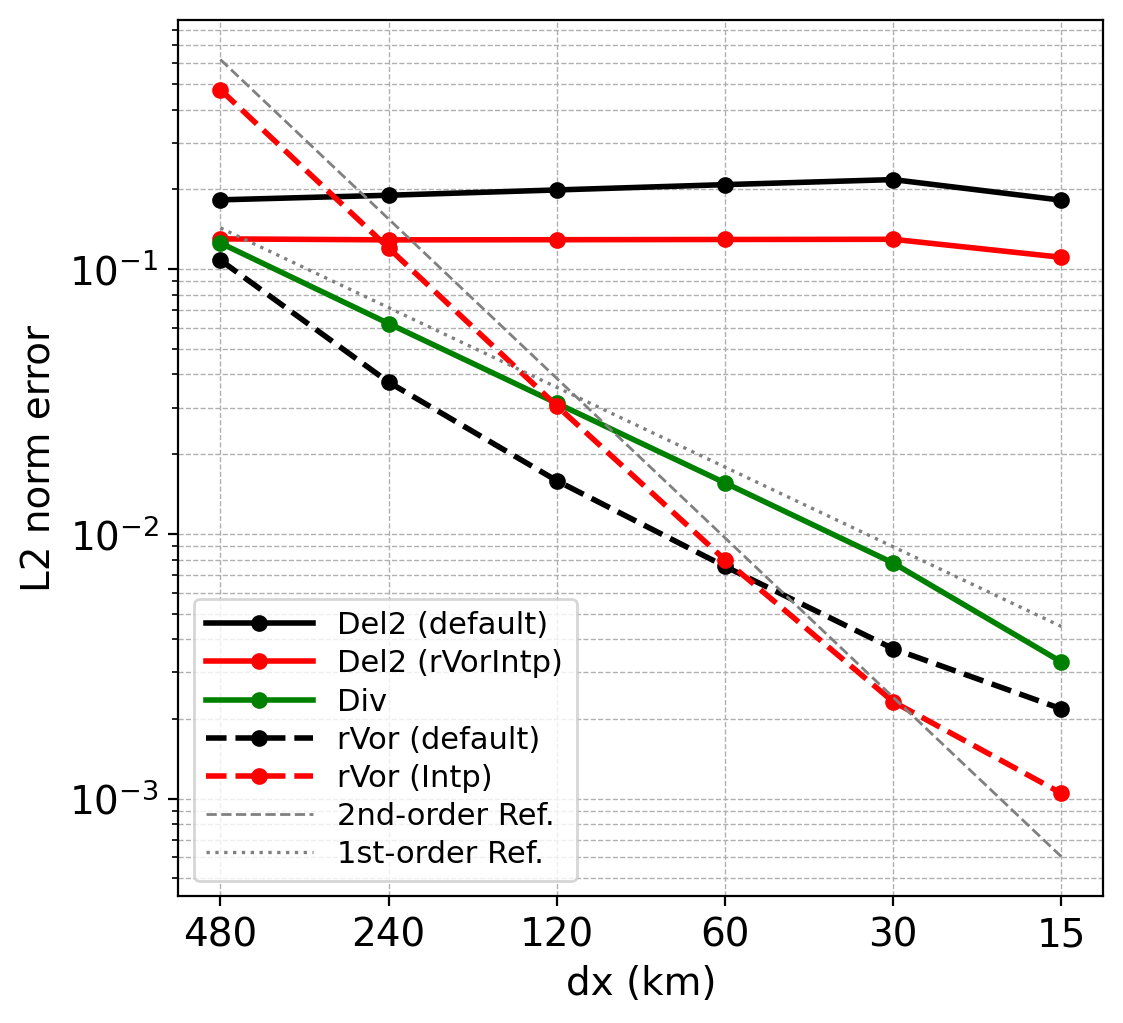 L2 norm error
10⁻¹
10⁻²
10⁻³
Del2 (default)
Del2 (rVorIntp)
Div
rVor (default)
rVor (Intp)
2nd-order Ref.
1st-order Ref.
480 240 120 60 30 15
dx (km)